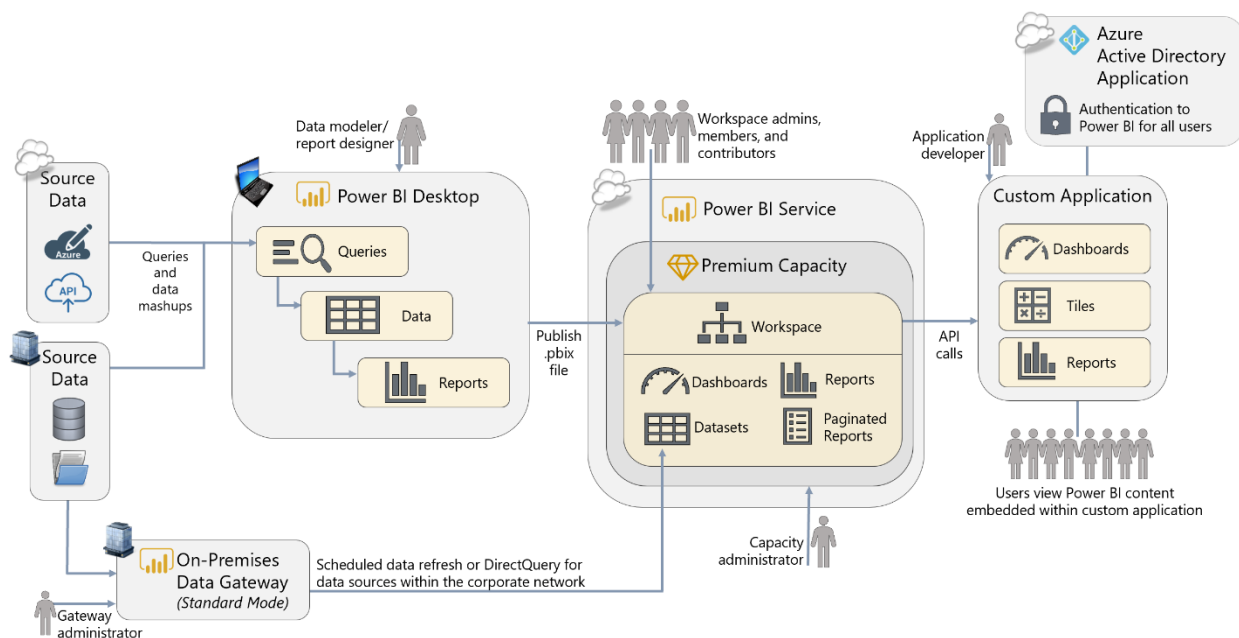 Azure
Active Directory
Application
Authentication to
Power BI for all users
Data modeler/
report designer
Workspace admins,
members, and
contributors
Application
developer
Source
Data
Azure
API
Queries
and data
mashups
Power BI Desktop
Queries
Data
Reports
Publish
.pbix
file
Power BI Service
Premium Capacity
Workspace
Dashboards
Reports
Datasets
Paginated
Reports
API
calls
Custom Application
Dashboards
Tiles
Reports
Users view Power BI content
embedded within custom application
Source
Data
On-Premises
Data Gateway
(Standard Mode)
Scheduled data refresh or DirectQuery for
data sources within the corporate network
Capacity
administrator
Gateway
administrator